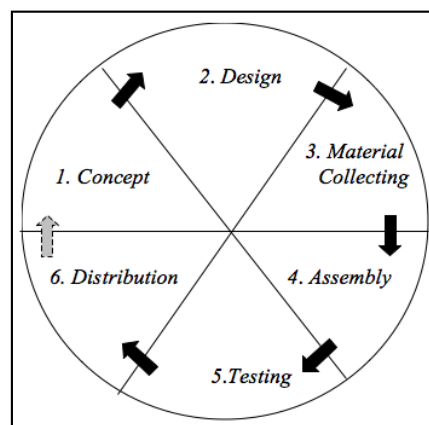 1. Concept
2. Design
3. Material
Collecting
4. Assembly
5.Testing
6. Distribution